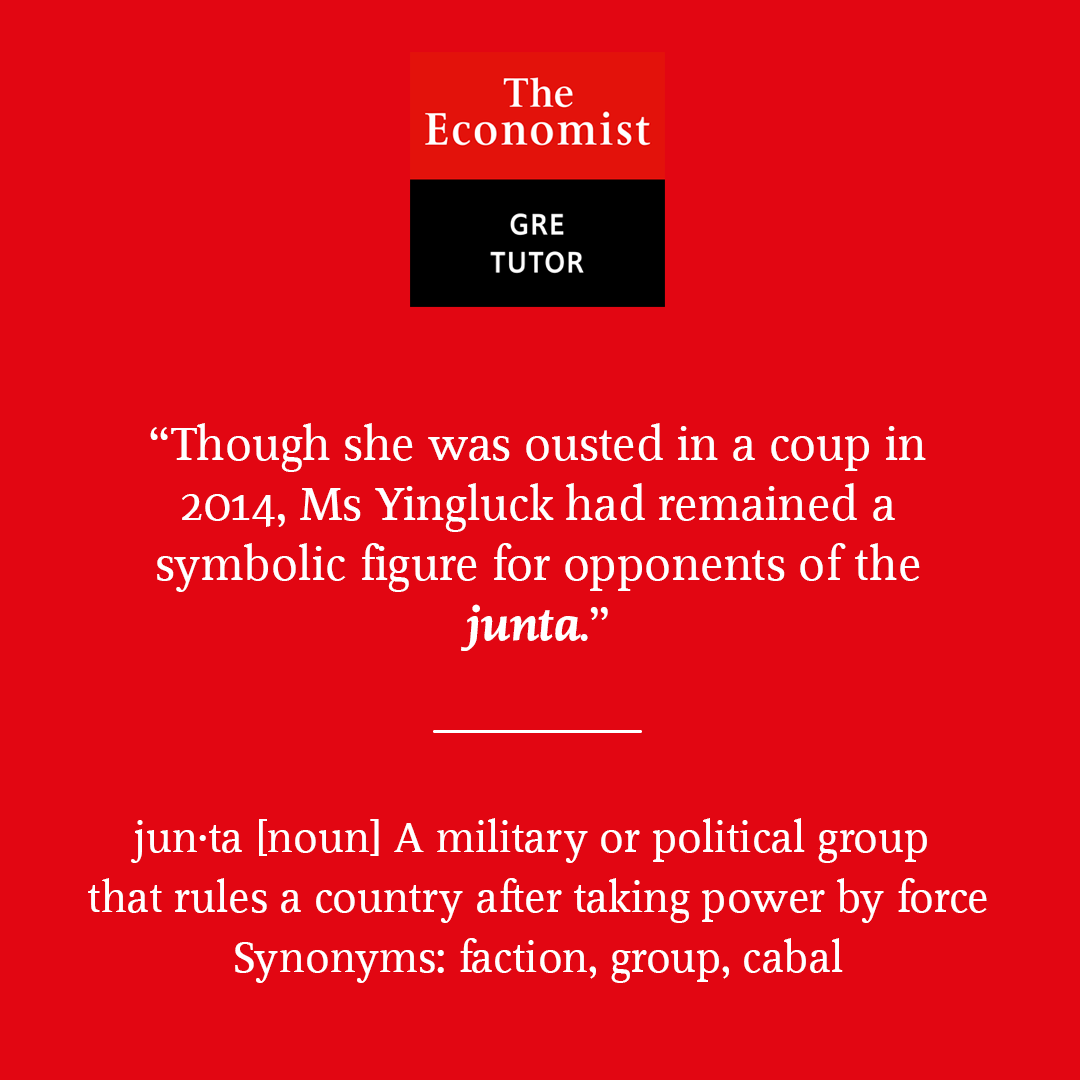 The
Economist
GRE
TUTOR
“Though she was ousted in a coup in
2014, Ms Yingluck had remained a
symbolic figure for opponents of the
junta.”
jun·ta [noun] A military or political group
that rules a country after taking power by force
Synonyms: faction, group, cabal